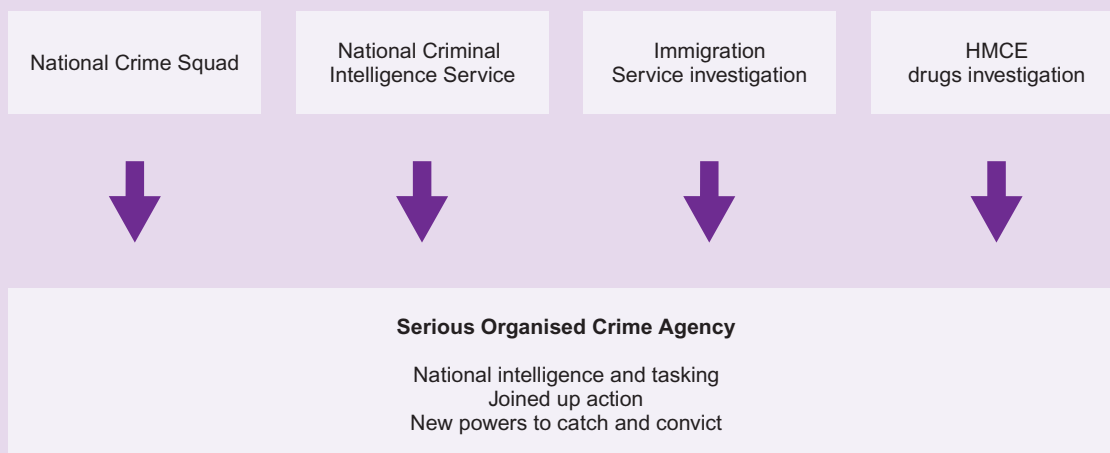 National Crime Squad
National Criminal
Intelligence Service
Immigration
Service investigation
HMCE
drugs investigation
Serious Organised Crime Agency
National intelligence and tasking
Joined up action
New powers to catch and convict